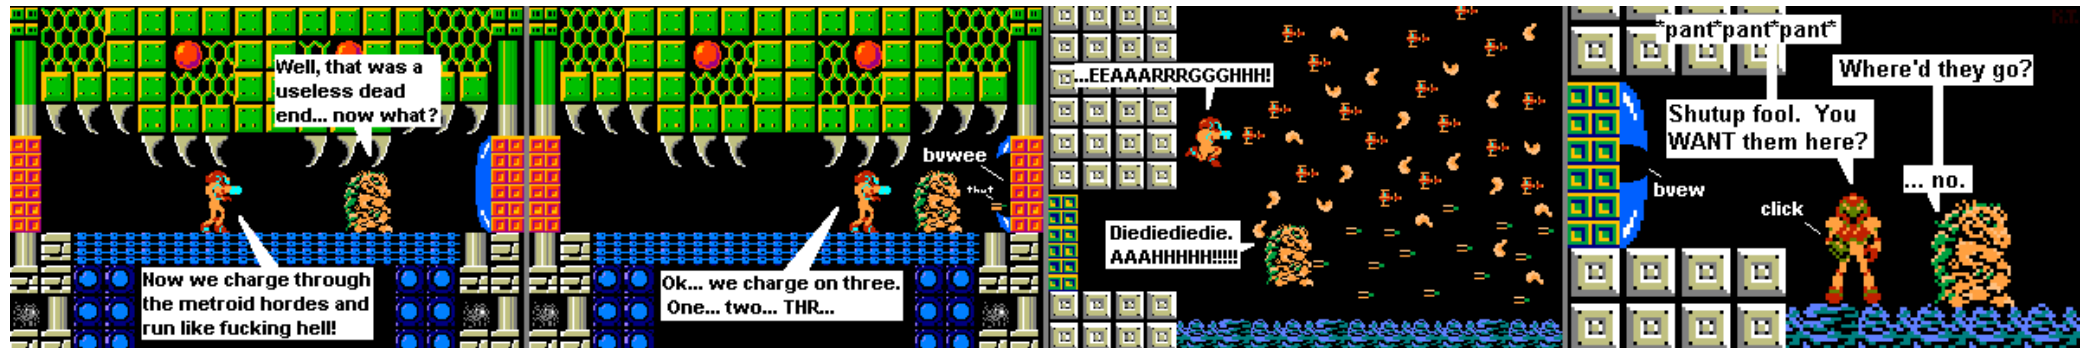 Well, that was a
useless dead
end... now what?
Now we charge through
the metroid hordes and
run like fucking hell!
bvwee
that
Ok... we charge on three.
One... two... THR...
...EEAAARRRGGGHHH!
Diediediedie.
AAAHHHHH!!!!!
*pant*pant*pant*
Where'd they go?
Shutup fool. You
WANT them here?
... no.
bvew
click